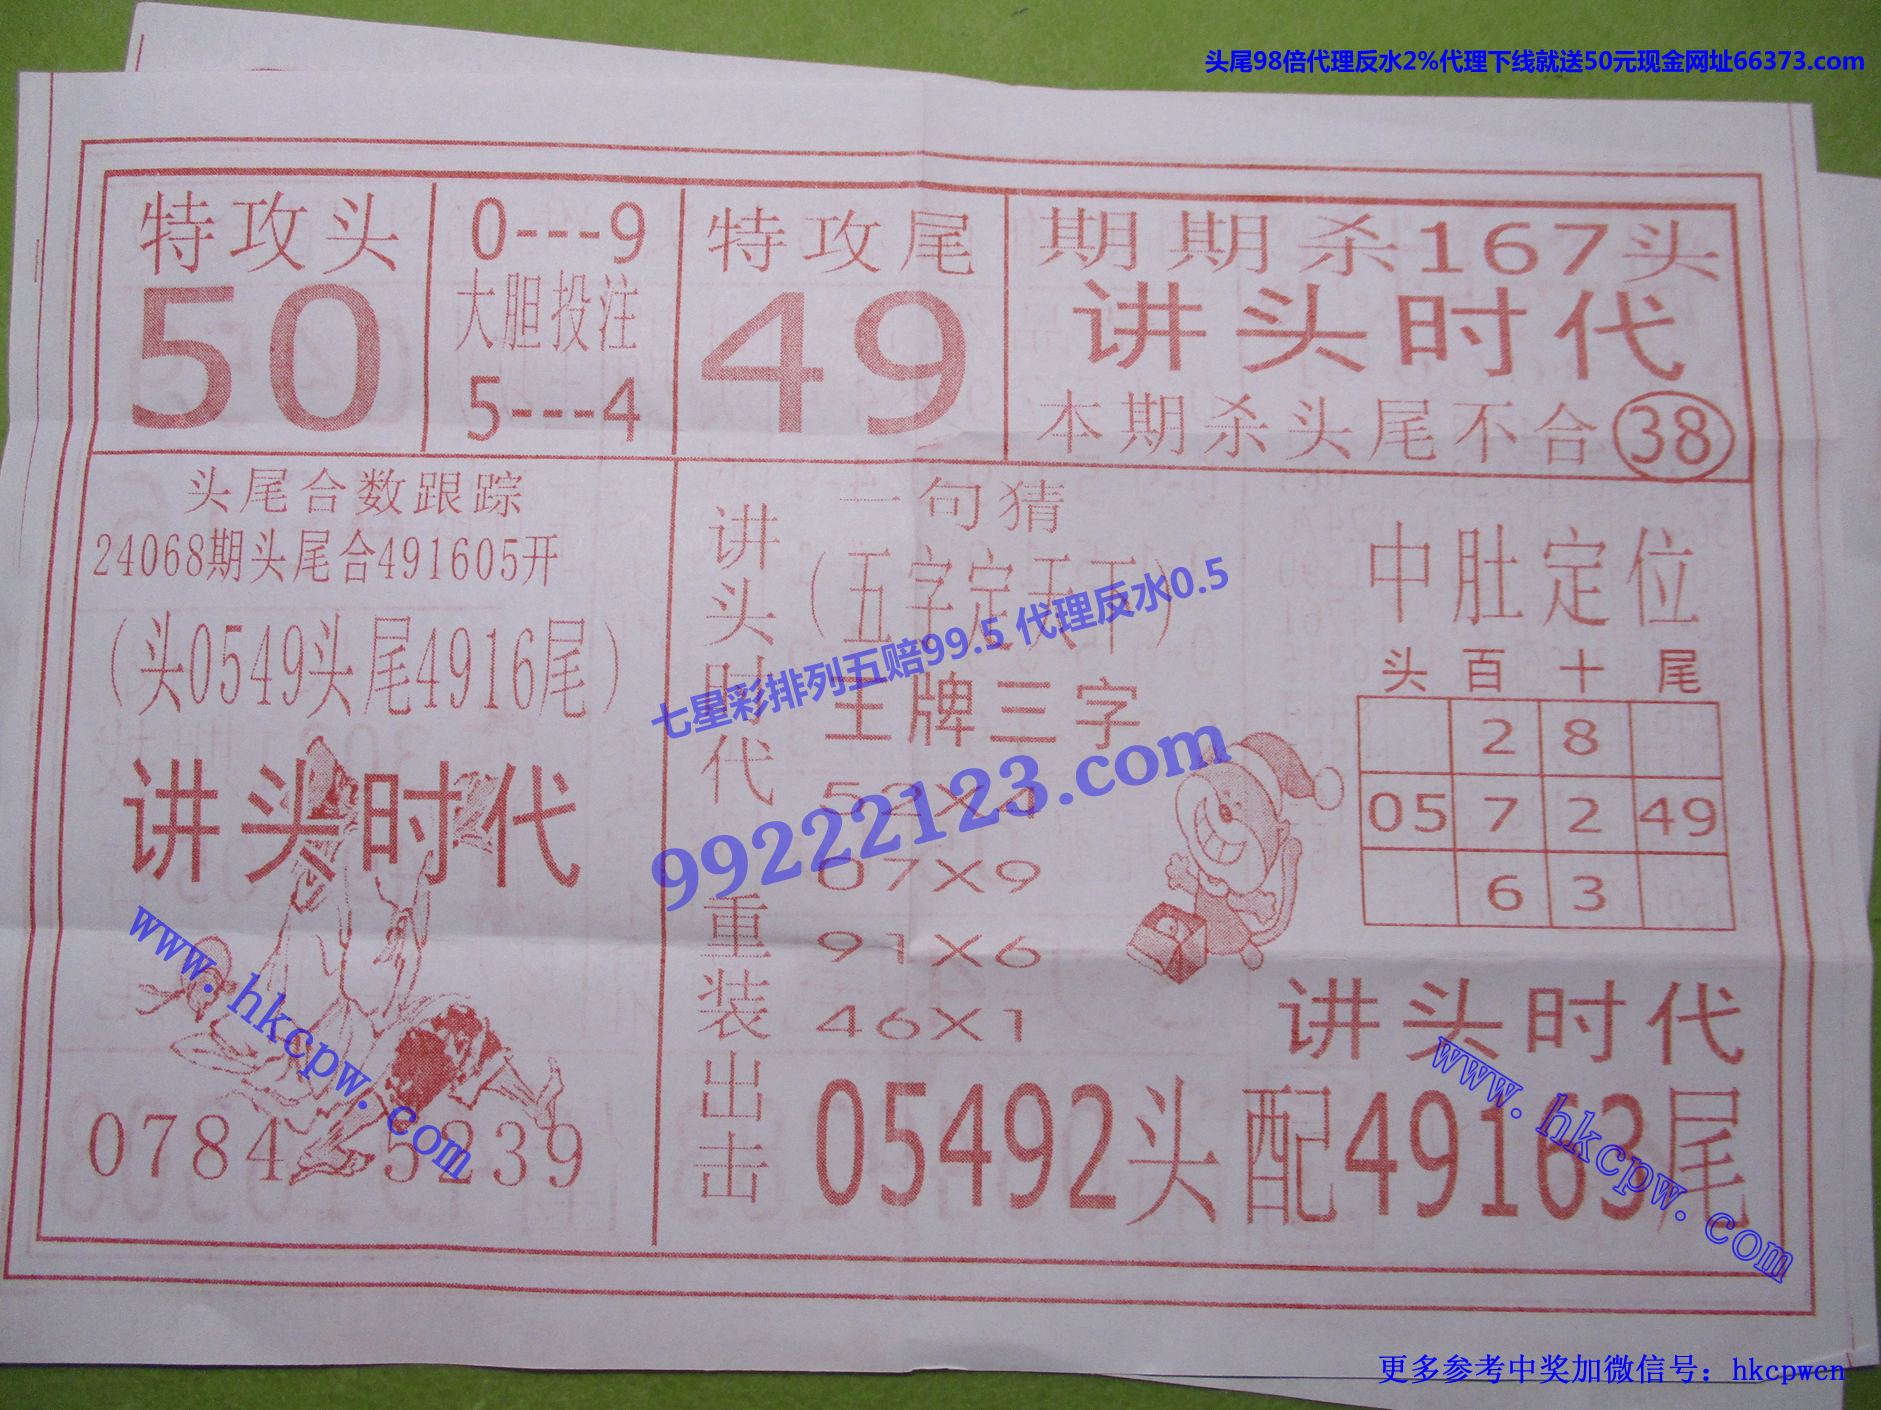 头尾98倍代理反水2%代理下线就送50元现金网址66373.com
特攻头
50
0---9
大胆投注
5---4
特攻尾
49
期期杀167头
讲头时代
本期杀头尾不合38
头尾合数跟踪
24068期头尾合491605开
(头0549头尾4916尾)
讲头时代
0784 5239
讲头时代 重装出击
一句猜
(五字定天下)
王牌三字
52X4
07X9
91X6
46X1
中肚定位
头 百 十 尾
2 8
05 7 2 49
6 3
讲头时代
05492头配49163尾
七星彩排列五赔99.5 代理反水0.5
99222123.com
www.hkcpw.com
www.hkcpw.com
更多参考中奖加微信号：hkcpwcn